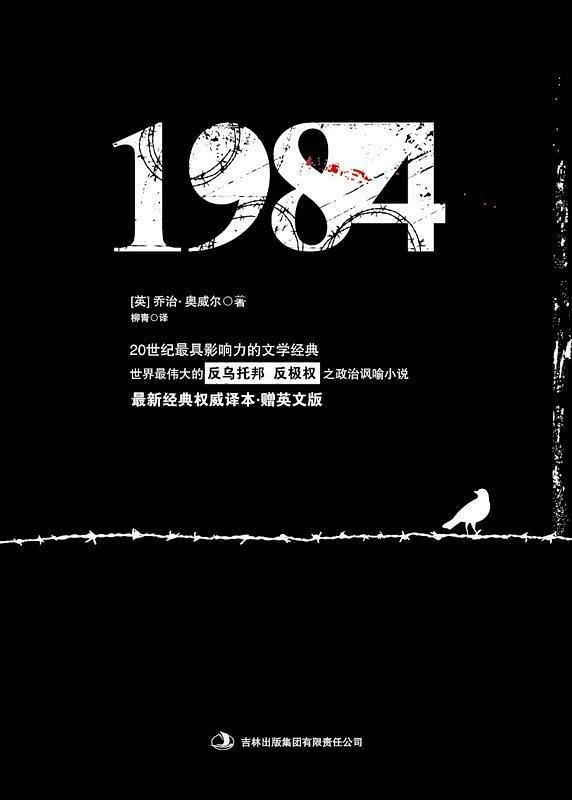 1984
[英] 乔治·奥威尔○著
柳青○译
20世纪最具影响力的文学经典
世界最伟大的 反乌托邦 反极权 之政治讽喻小说
最新经典权威译本·赠英文版
吉林出版集团有限责任公司